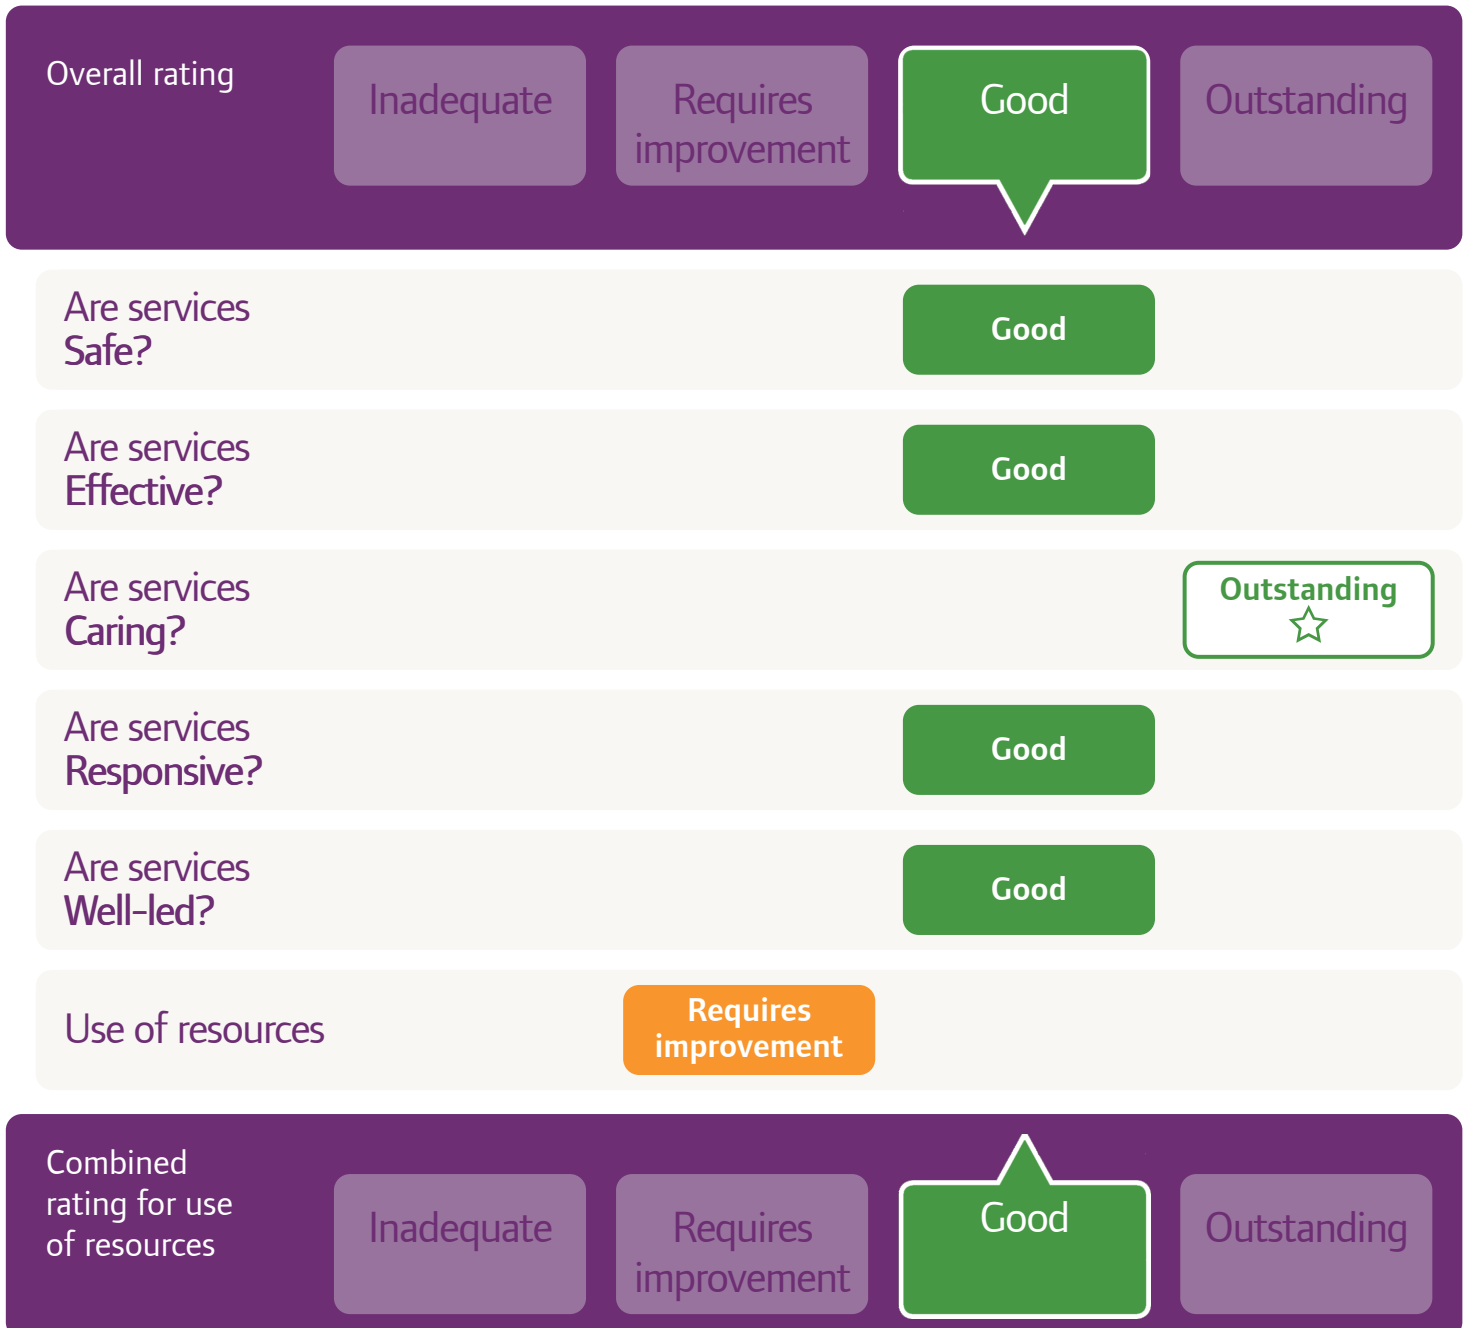 Overall rating
Inadequate
Requires
improvement
Good
Outstanding
Are services
Safe?
Good
Are services
Effective?
Good
Are services
Caring?
Outstanding
Are services
Responsive?
Good
Are services
Well-led?
Good
Use of resources
Requires
improvement
Combined
rating for use
of resources
Inadequate
Requires
improvement
Good
Outstanding